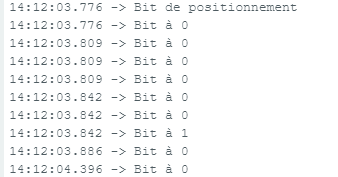 14:12:03.776 -> Bit de positionnement
14:12:03.776 -> Bit à 0
14:12:03.809 -> Bit à 0
14:12:03.809 -> Bit à 0
14:12:03.809 -> Bit à 0
14:12:03.842 -> Bit à 0
14:12:03.842 -> Bit à 0
14:12:03.842 -> Bit à 1
14:12:03.886 -> Bit à 0
14:12:04.396 -> Bit à 0